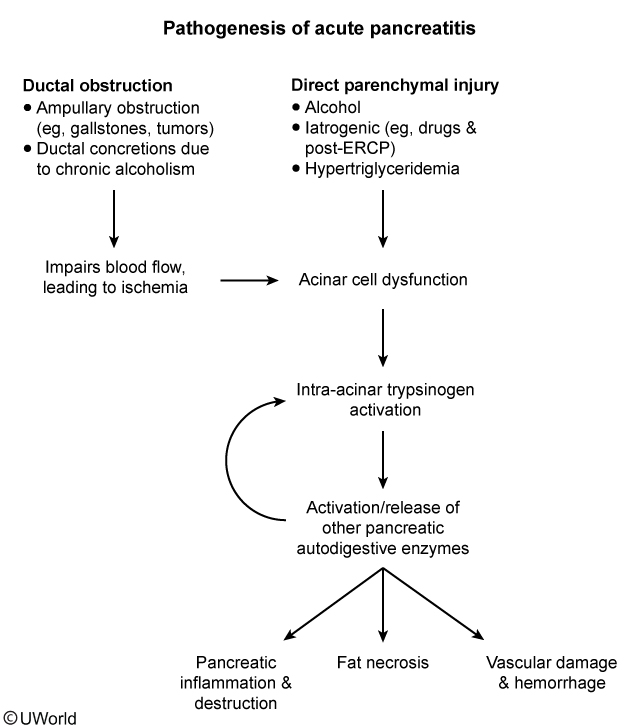 Pathogenesis of acute pancreatitis
Ductal obstruction
● Ampullary obstruction
(eg, gallstones, tumors)
● Ductal concretions due
to chronic alcoholism
Direct parenchymal injury
● Alcohol
● Iatrogenic (eg, drugs &
post-ERCP)
● Hypertriglyceridemia
Impairs blood flow,
leading to ischemia
Acinar cell dysfunction
Intra-acinar trypsinogen
activation
Activation/release of
other pancreatic
autodigestive enzymes
Pancreatic
inflammation &
destruction
Fat necrosis
Vascular damage
& hemorrhage
©UWorld